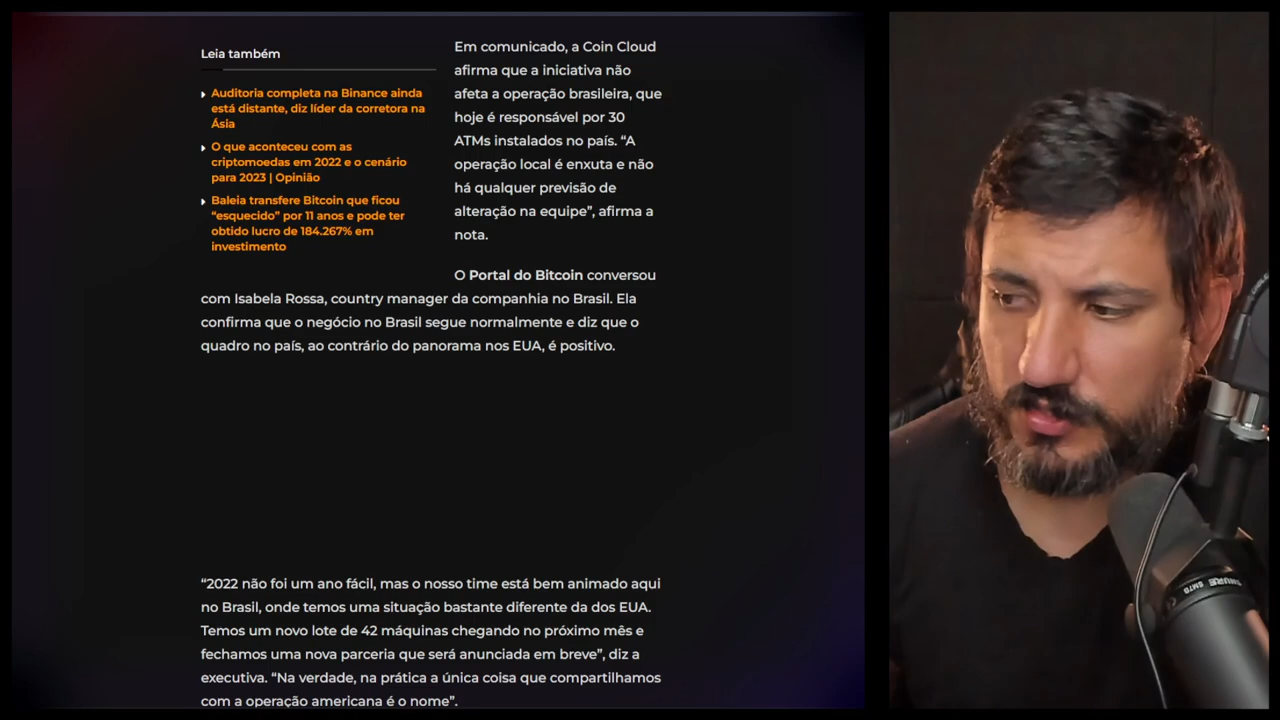 Leia também
Auditoria completa na Binance ainda
está distante, diz líder da corretora na
Ásia
O que aconteceu com as
criptomoedas em 2022 e o cenário
para 2023 | Opinião
Baleia transfere Bitcoin que ficou
“esquecido” por 11 anos e pode ter
obtido lucro de 184.267% em
investimento
Em comunicado, a Coin Cloud
afirma que a iniciativa não
afeta a operação brasileira, que
hoje é responsável por 30
ATMs instalados no país. “A
operação local é enxuta e não
há qualquer previsão de
alteração na equipe”, afirma a
nota.
O Portal do Bitcoin conversou
com Isabela Rossa, country manager da companhia no Brasil. Ela
confirma que o negócio no Brasil segue normalmente e diz que o
quadro no país, ao contrário do panorama nos EUA, é positivo.
“2022 não foi um ano fácil, mas o nosso time está bem animado aqui
no Brasil, onde temos uma situação bastante diferente da dos EUA.
Temos um novo lote de 42 máquinas chegando no próximo mês e
fechamos uma nova parceria que será anunciada em breve”, diz a
executiva. “Na verdade, na prática a única coisa que compartilhamos
com a operação americana é o nome”.
SHURE SM7B